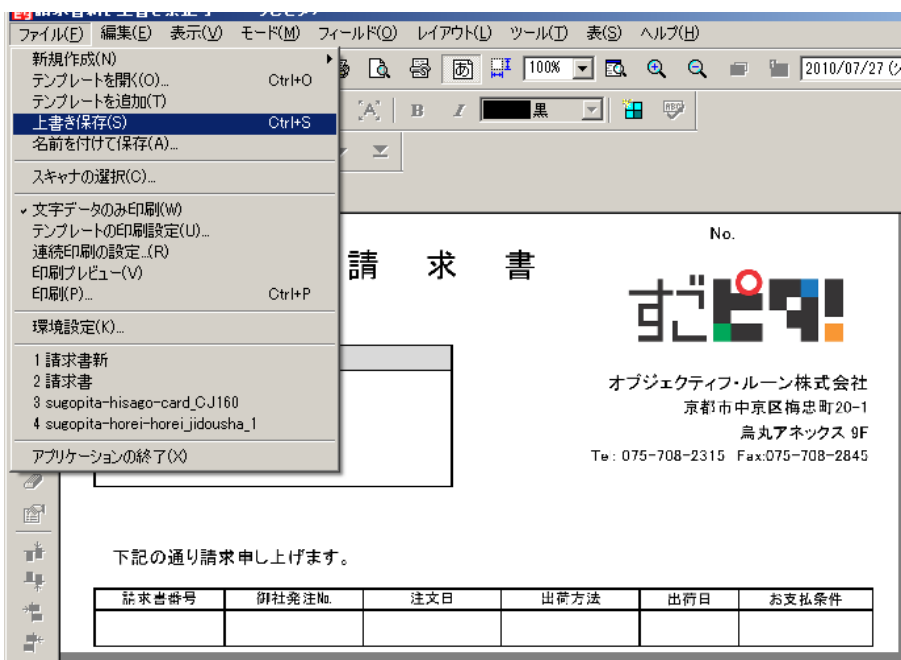 ファイル(F) 編集(E) 表示(V) モード(M) フィールド(O) レイアウト(L) ツール(T) 表(S) ヘルプ(H)
新規作成(N)
テンプレートを開く(O)... Ctrl+O
テンプレートを追加(T)
上書き保存(S) Ctrl+S
名前を付けて保存(A)...
スキャナの選択(C)...
文字データのみ印刷(W)
テンプレートの印刷設定(U)...
連続印刷の設定...(R)
印刷プレビュー(V)
印刷(P)... Ctrl+P
環境設定(K)...
1 請求書新
2 請求書
3 sugopita-hisago-card_CJ160
4 sugopita-horei-horei_jidousha_1
アプリケーションの終了(X)
100% 2010/07/27
B I 黒
No.
請 求 書
すごピタ!
オブジェクティフ・ルーン株式会社
京都市中京区梅忠町20-1
烏丸アネックス 9F
Te: 075-708-2315 Fax:075-708-2845
下記の通り請求申し上げます。
請求書番号 御社発注No. 注文日 出荷方法 出荷日 お支払条件